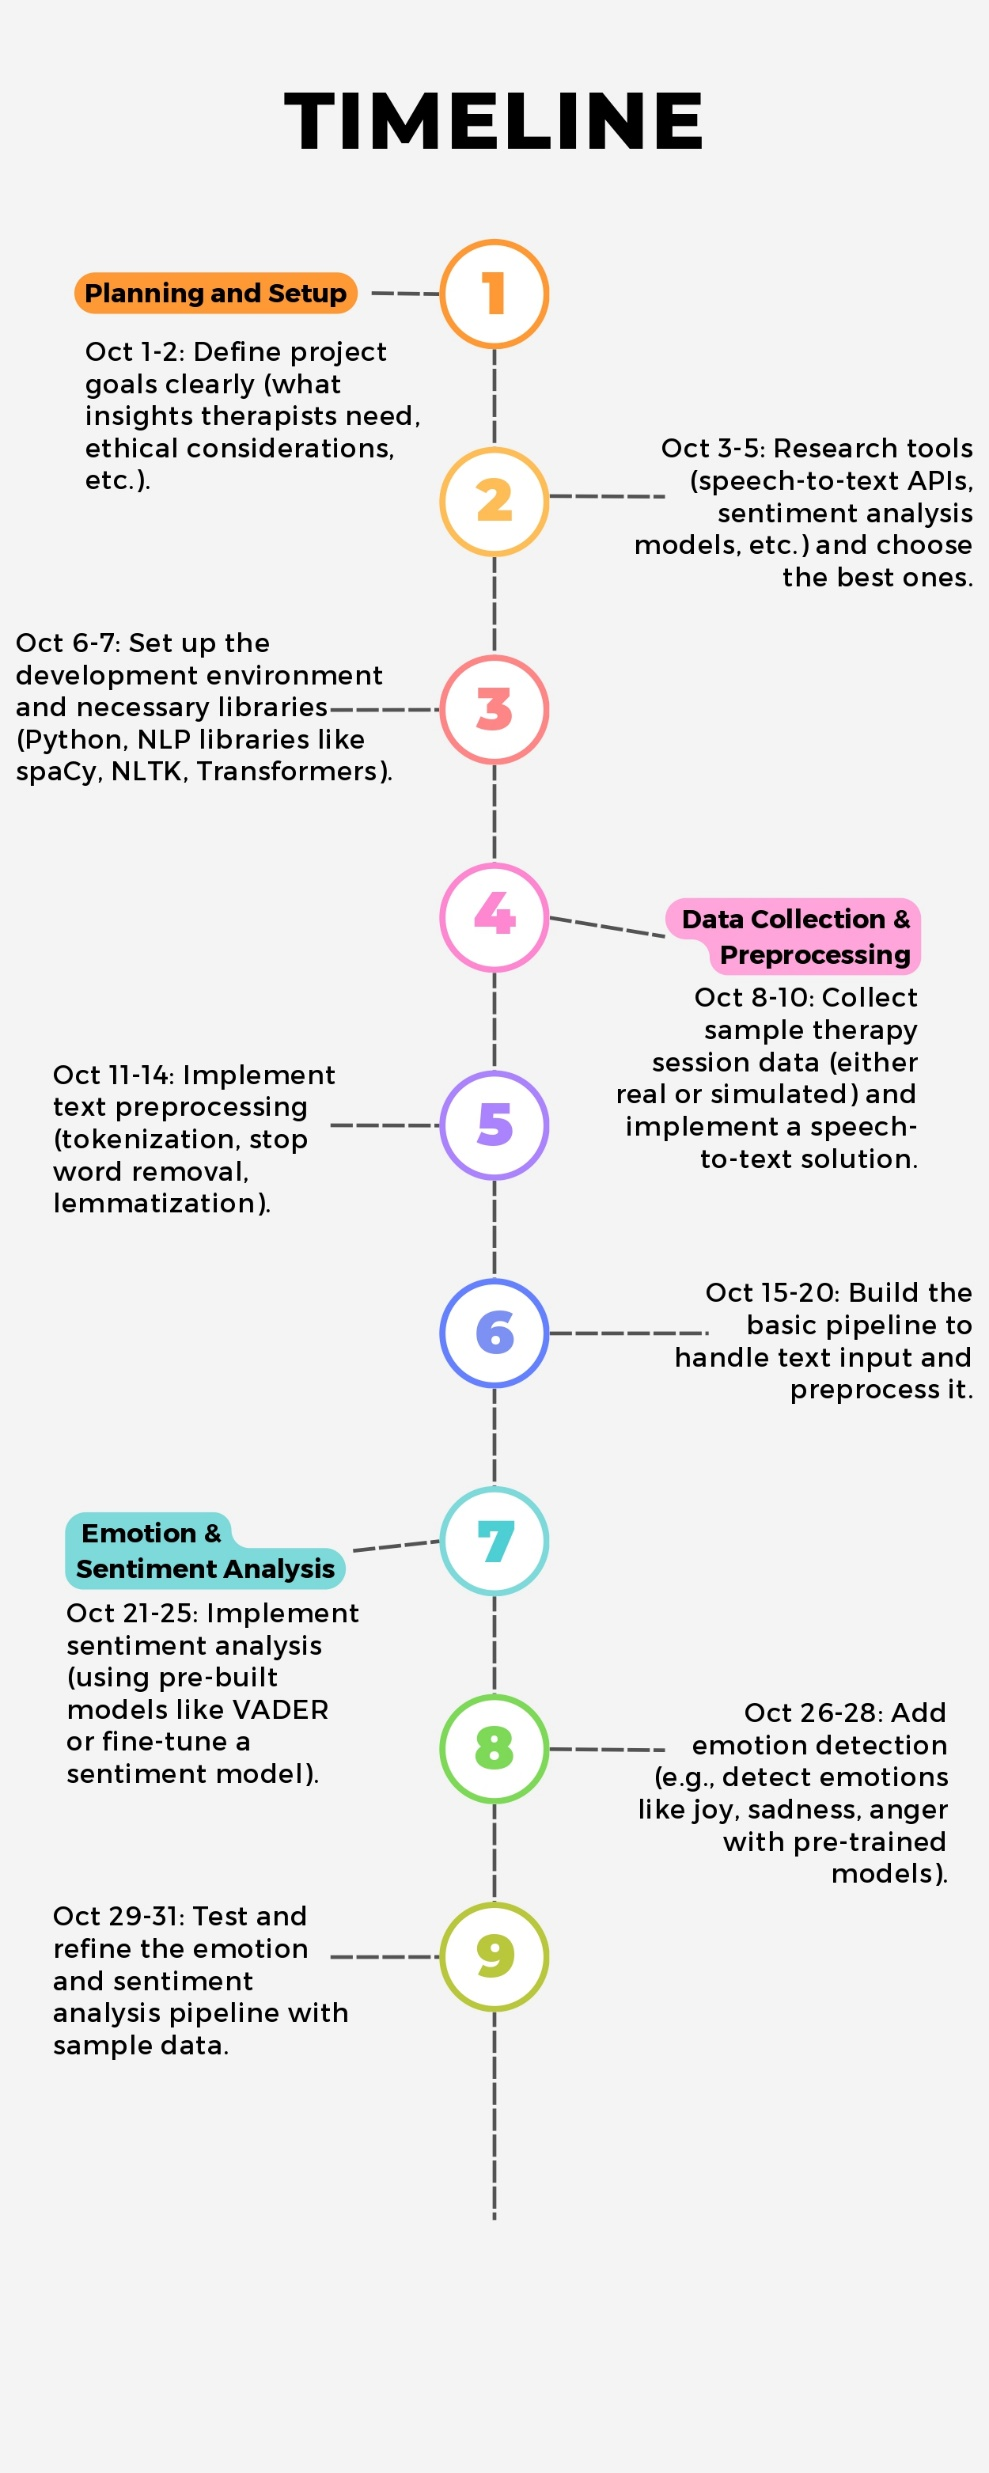 TIMELINE
1
Planning and Setup
Oct 1-2: Define project
goals clearly (what
insights therapists need,
ethical considerations,
etc.).
2
Oct 3-5: Research tools
(speech-to-text APIs,
sentiment analysis
models, etc.) and choose
the best ones.
3
Oct 6-7: Set up the
development environment
and necessary libraries
(Python, NLP libraries like
spaCy, NLTK, Transformers).
4
Data Collection &
Preprocessing
Oct 8-10: Collect
sample therapy
session data (either
real or simulated) and
implement a speech-
to-text solution.
5
Oct 11-14: Implement
text preprocessing
(tokenization, stop
word removal,
lemmatization).
6
Oct 15-20: Build the
basic pipeline to
handle text input and
preprocess it.
7
Emotion &
Sentiment Analysis
Oct 21-25: Implement
sentiment analysis
(using pre-built
models like VADER
or fine-tune a
sentiment model).
8
Oct 26-28: Add
emotion detection
(e.g., detect emotions
like joy, sadness, anger
with pre-trained
models).
9
Oct 29-31: Test and
refine the emotion
and sentiment
analysis pipeline with
sample data.